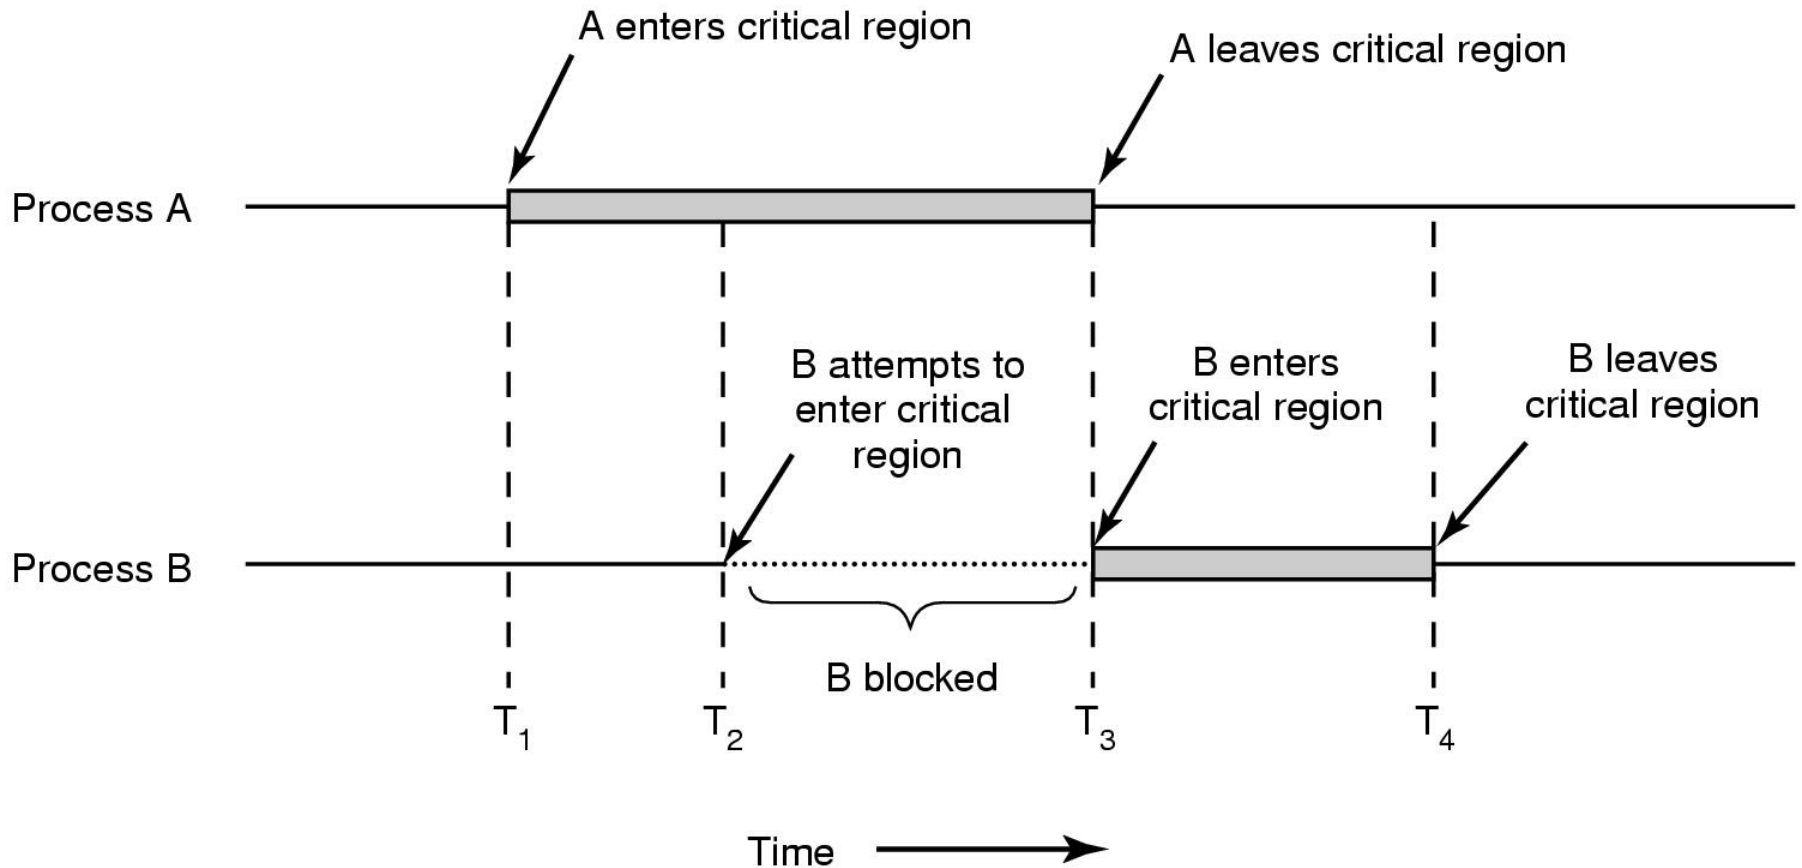 A enters critical region
A leaves critical region
Process A
B attempts to
enter critical
region
B enters
critical region
B leaves
critical region
Process B
B blocked
T1
T2
T3
T4
Time